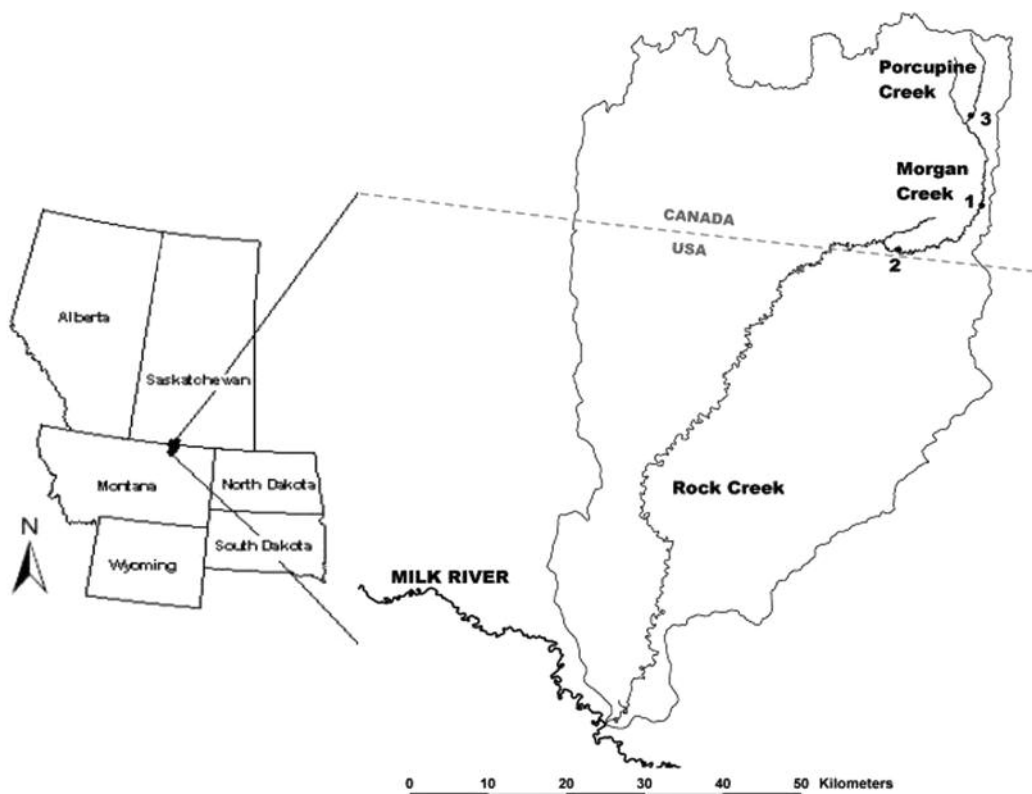 Porcupine
Creek
3
Morgan
Creek
1
CANADA
USA
2
Alberta
Saskatchewan
Rock Creek
Montana
North Dakota
N
South Dakota
Wyoming
MILK RIVER
0 10 20 30 40 50 Kilometers